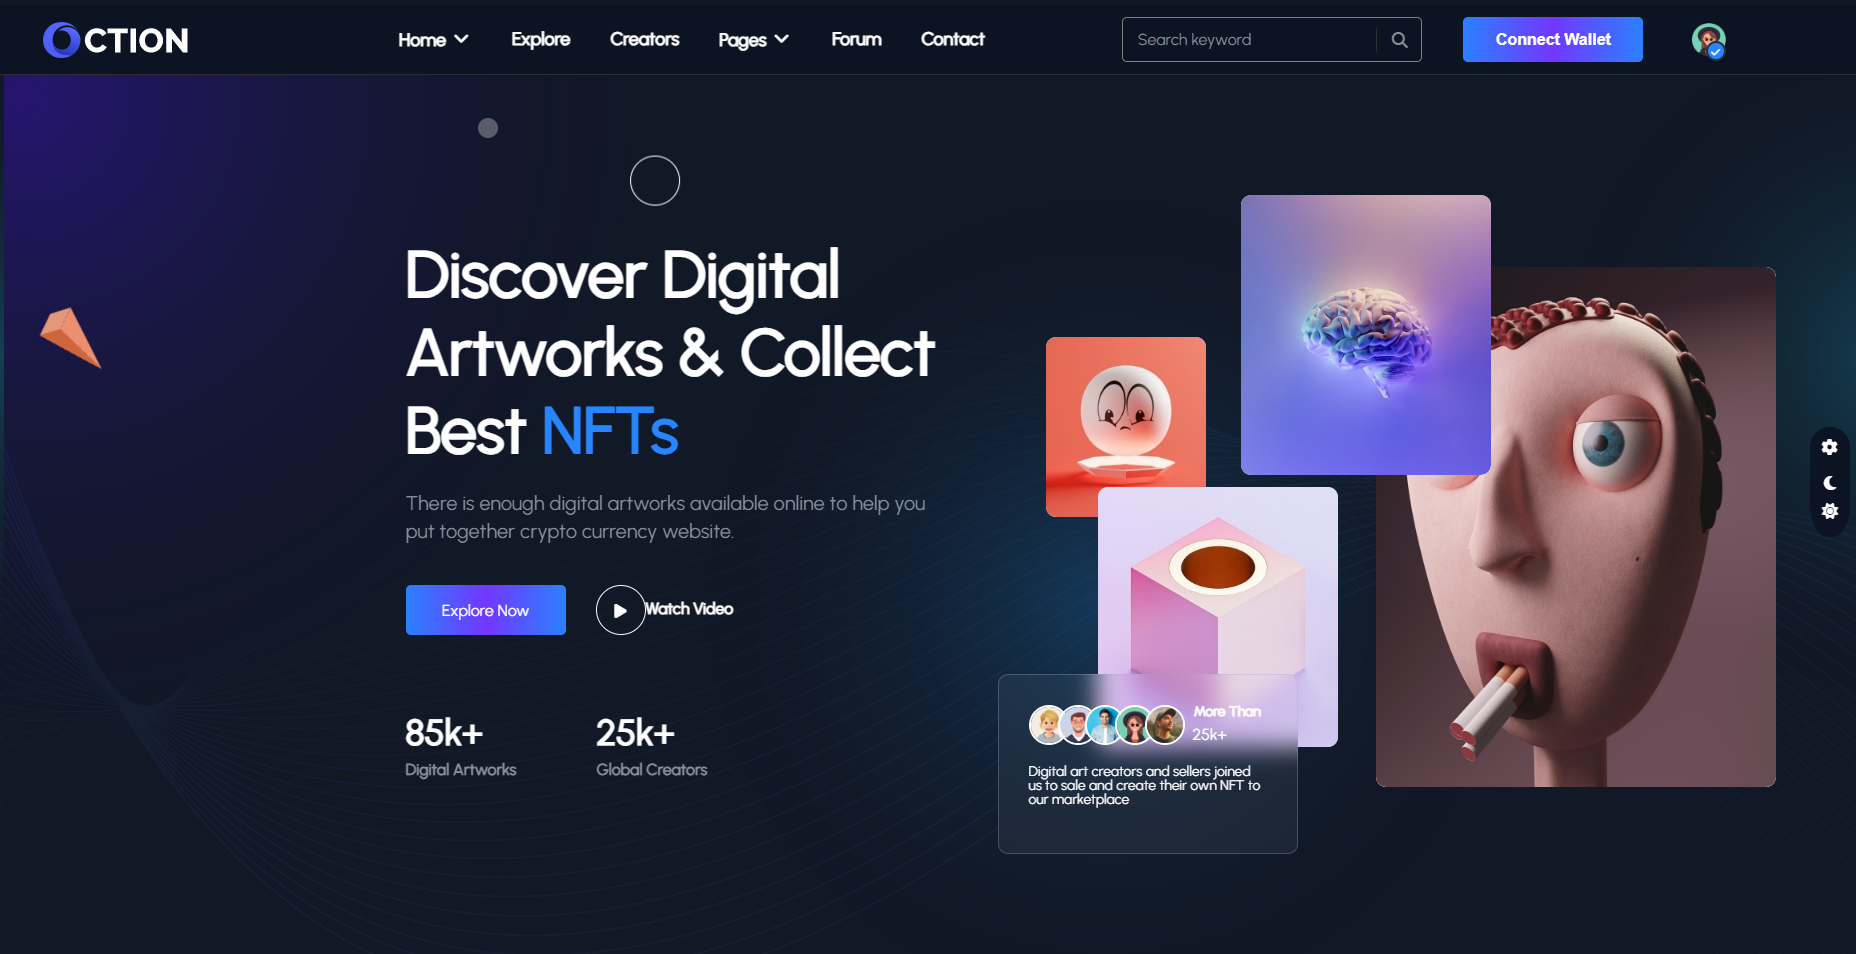 OCTION
Home Explore Creators Pages Forum Contact
Search keyword
Connect Wallet
Discover Digital
Artworks & Collect
Best NFTs
There is enough digital artworks available online to help you
put together crypto currency website.
Explore Now
Watch Video
85k+
Digital Artworks
25k+
Global Creators
More Than
25k+
Digital art creators and sellers joined
us to sale and create their own NFT to
our marketplace